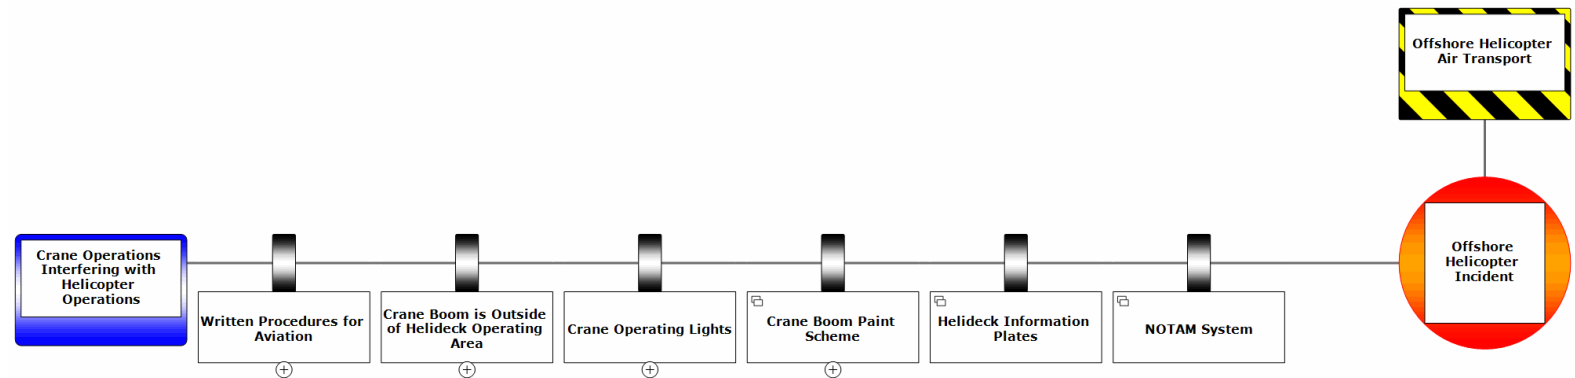 Offshore Helicopter
Air Transport
Crane Operations
Interfering with
Helicopter
Operations
Written Procedures for
Aviation
Crane Boom is Outside
of Helideck Operating
Area
Crane Operating Lights
Crane Boom Paint
Scheme
Helideck Information
Plates
NOTAM System
Offshore
Helicopter
Incident